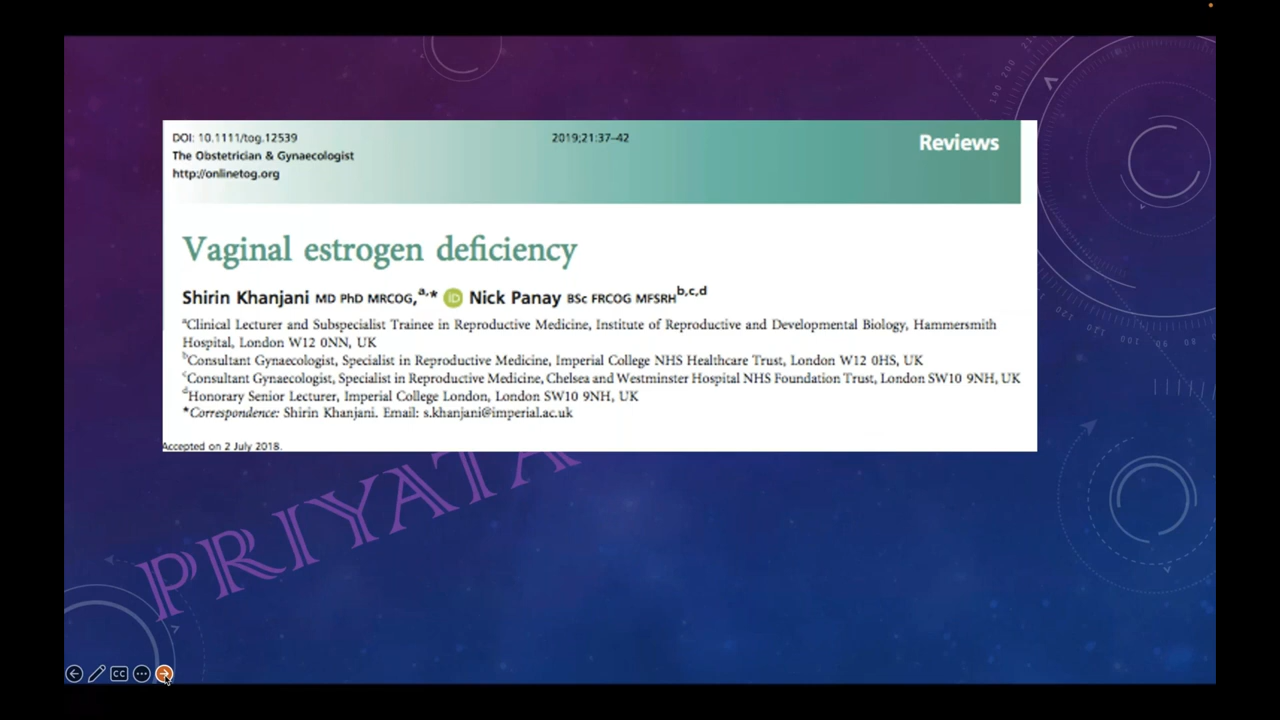 DOI: 10.1111/tog.12539
2019;21:37–42
Reviews
The Obstetrician & Gynaecologist
http://onlinetog.org
Vaginal estrogen deficiency
Shirin Khanjani MD PhD MRCOG,a,* iD Nick Panay BSc FRCOG MFSRHb,c,d
aClinical Lecturer and Subspecialist Trainee in Reproductive Medicine, Institute of Reproductive and Developmental Biology, Hammersmith
Hospital, London W12 0NN, UK
bConsultant Gynaecologist, Specialist in Reproductive Medicine, Imperial College NHS Healthcare Trust, London W12 0HS, UK
cConsultant Gynaecologist, Specialist in Reproductive Medicine, Chelsea and Westminster Hospital NHS Foundation Trust, London SW10 9NH, UK
dHonorary Senior Lecturer, Imperial College London, London SW10 9NH, UK
*Correspondence: Shirin Khanjani. Email: s.khanjani@imperial.ac.uk
Accepted on 2 July 2018.
PRIYATA
CC